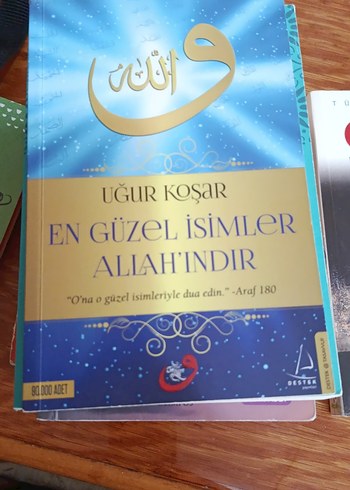 و
الله
UĞUR KOŞAR
EN GÜZEL İSİMLER
ALLAH'INDIR
"O'na o güzel isimleriyle dua edin." -Araf 180
80.000 ADET
DESTEK